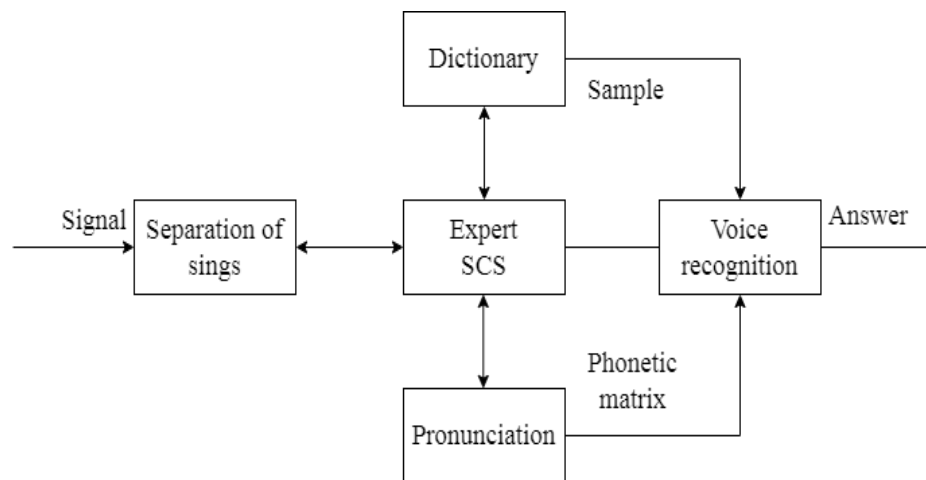 Dictionary
Sample
Signal
Separation of
sings
Expert
SCS
Voice
recognition
Answer
Phonetic
matrix
Pronunciation